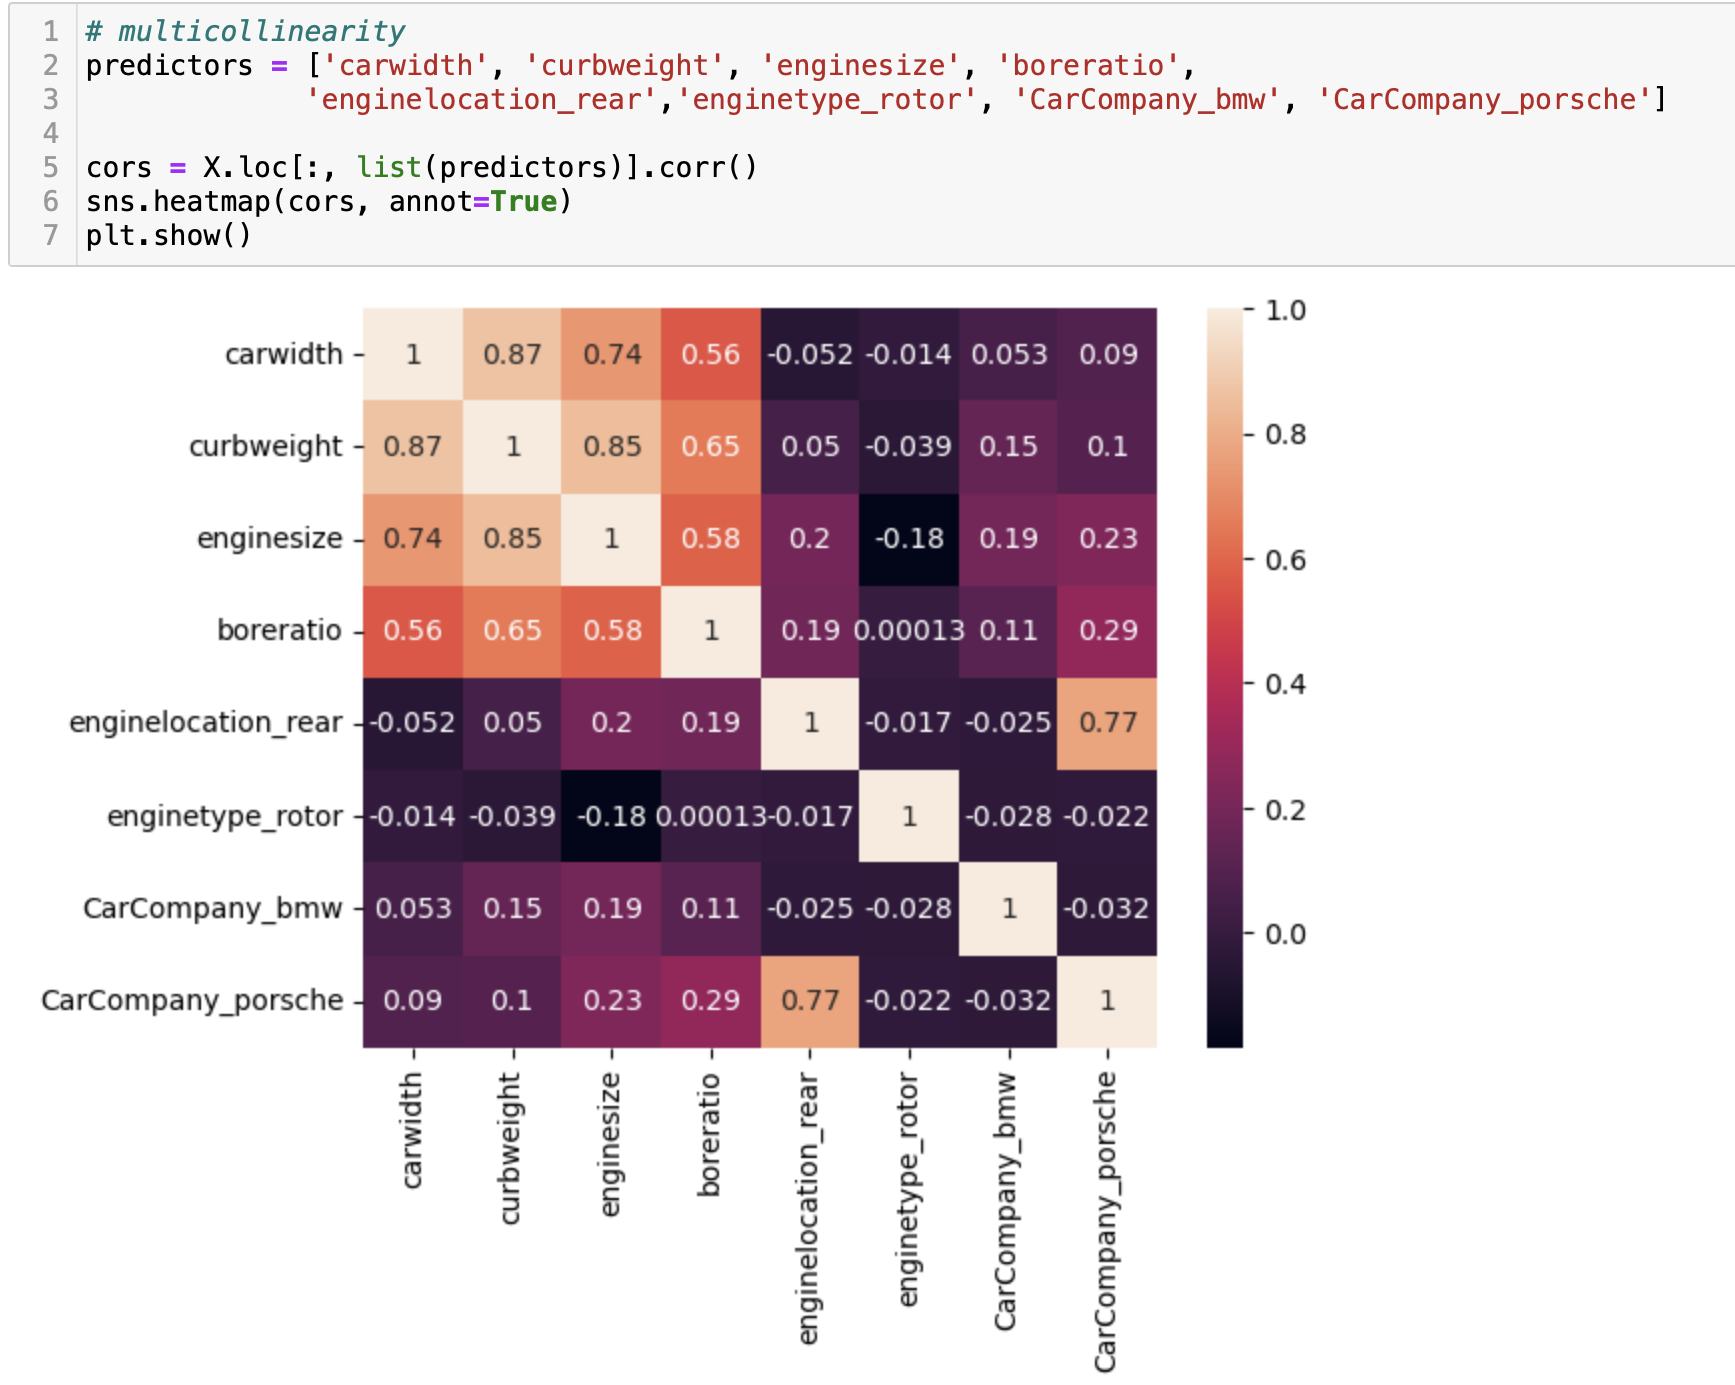 1 # multicollinearity
2 predictors = ['carwidth', 'curbweight', 'enginesize', 'boreratio',
3 'enginelocation_rear','enginetype_rotor', 'CarCompany_bmw', 'CarCompany_porsche']
4
5 cors = X.loc[:, list(predictors)].corr()
6 sns.heatmap(cors, annot=True)
7 plt.show()
carwidth 1 0.87 0.74 0.56 -0.052 -0.014 0.053 0.09
curbweight 0.87 1 0.85 0.65 0.05 -0.039 0.15 0.1
enginesize 0.74 0.85 1 0.58 0.2 -0.18 0.19 0.23
boreratio 0.56 0.65 0.58 1 0.19 0.00013 0.11 0.29
enginelocation_rear -0.052 0.05 0.2 0.19 1 -0.017 -0.025 0.77
enginetype_rotor -0.014 -0.039 -0.18 0.00013 -0.017 1 -0.028 -0.022
CarCompany_bmw 0.053 0.15 0.19 0.11 -0.025 -0.028 1 -0.032
CarCompany_porsche 0.09 0.1 0.23 0.29 0.77 -0.022 -0.032 1
carwidth
curbweight
enginesize
boreratio
enginelocation_rear
enginetype_rotor
CarCompany_bmw
CarCompany_porsche
1.0
0.8
0.6
0.4
0.2
0.0